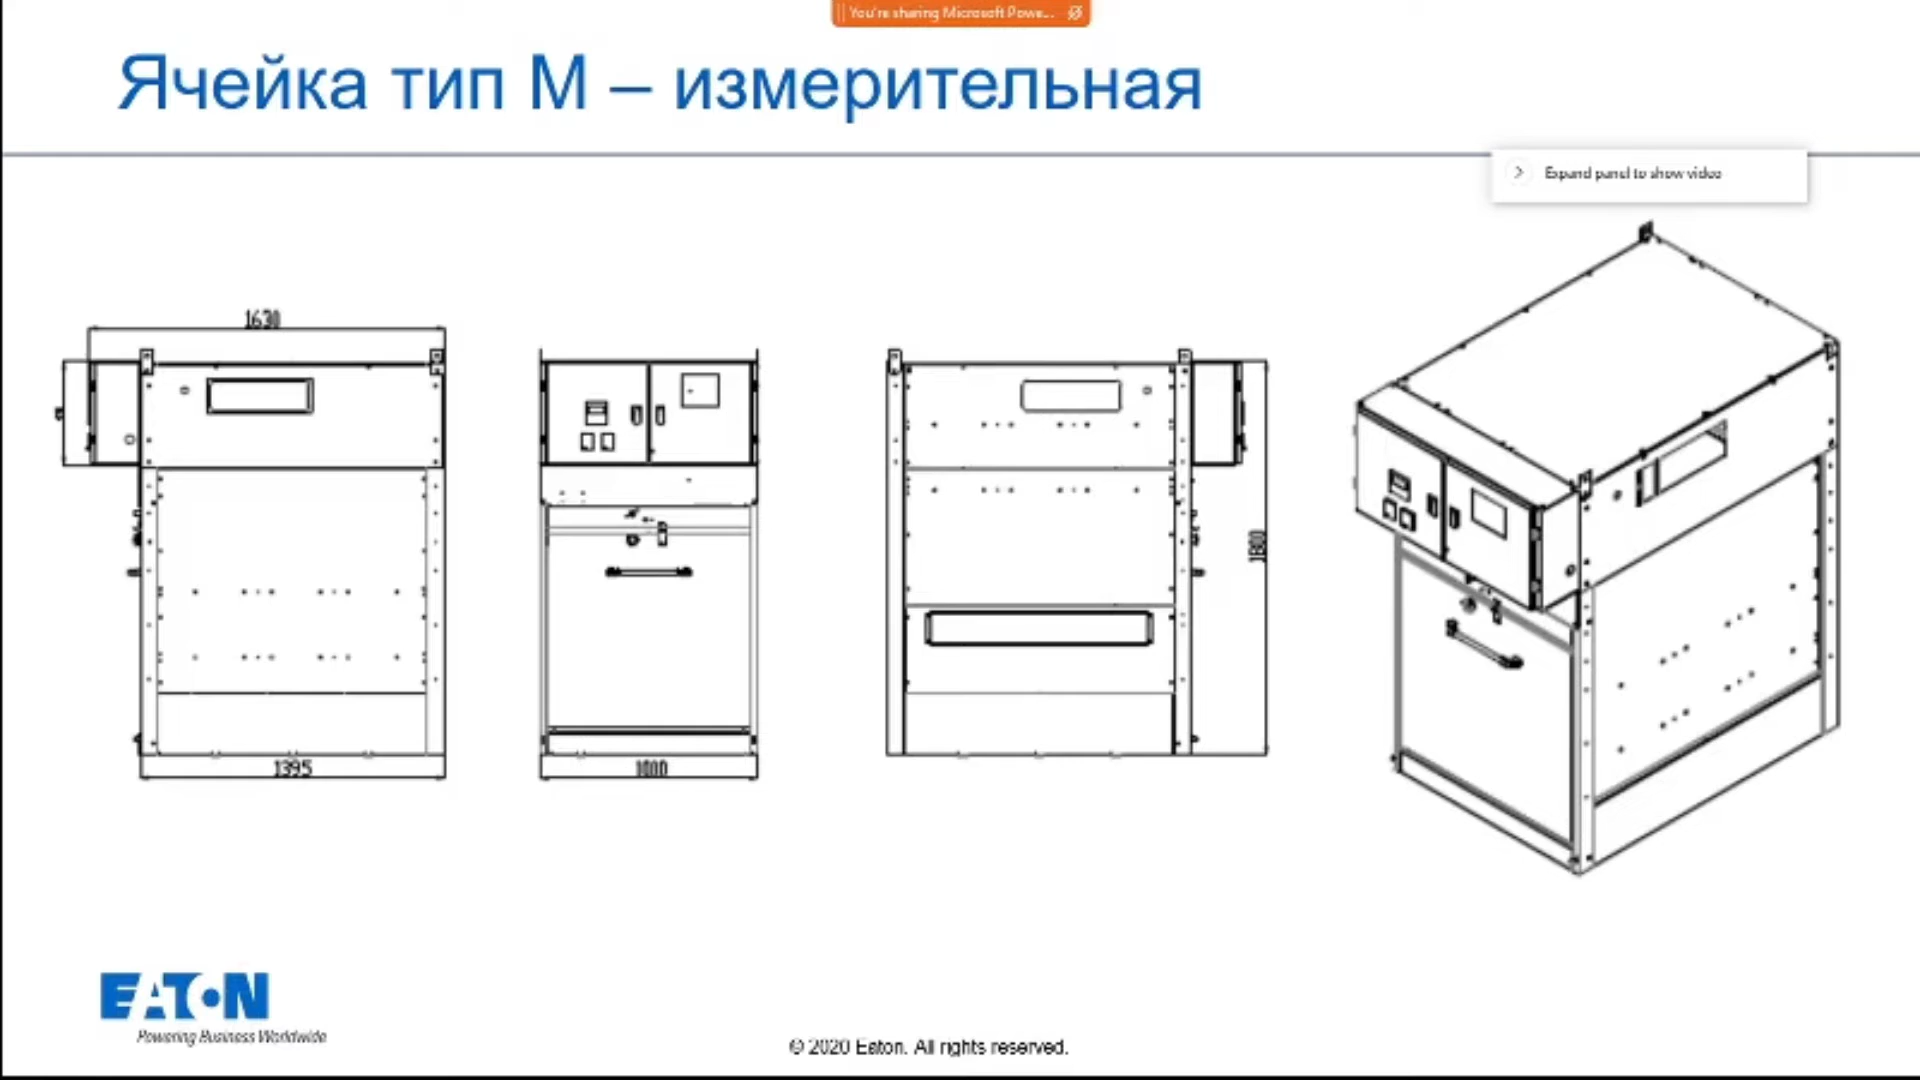 You're sharing Microsoft Powe...
Ячейка тип М – измерительная
Expand panel to show video
1630
1395
1000
1800
EATON
Powering Business Worldwide
© 2020 Eaton. All rights reserved.